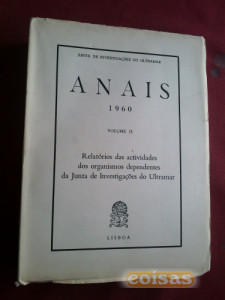 JUNTA DE INVESTIGAÇÕES DO ULTRAMAR
ANAIS
1960
VOLUME II
Relatórios das actividades
dos organismos dependentes
da Junta de Investigações do Ultramar
LISBOA
coisas